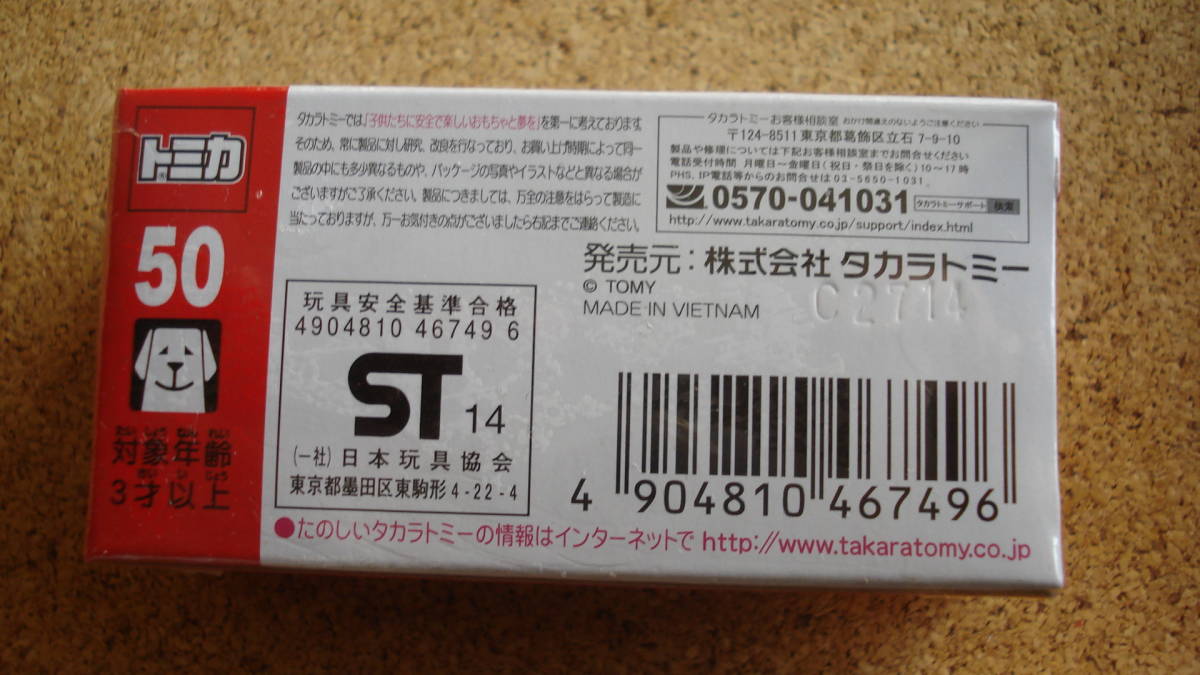 トミカ
50
対象年齢
3才以上
タカラトミーでは、「子供たちに安全で楽しいおもちゃと夢を」を第一に考えております。
そのため、常に製品に対し研究、改良を行なっており、お買い上げ時期によって同一
製品の中にも多少異なるものや、パッケージの写真やイラストなどと異なる場合が
ございますがご了承ください。製品につきましては、万全の注意をはらって製造に
当たっておりますが、万一お気付きの点がございましたら右記までご連絡ください。
タカラトミーお客様相談室 おかけ間違えのないようご注意ください
〒124-8511 東京都葛飾区立石 7-9-10
製品や修理については下記お客様相談室までお問合せください
電話受付時間 月曜日～金曜日(祝・祭日を除く)10～17時
PHS、IP電話等からのお問合せは 03-5650-1031
0570-041031 タカラトミーサポート 検索
http://www.takaratomy.co.jp/support/index.html
発売元：株式会社 タカラトミー
© TOMY
MADE IN VIETNAM
C2714
玩具安全基準合格
4904810 46749 6
ST 14
(一社)日本玩具協会
東京都墨田区東駒形 4-22-4
4 904810 467496
●たのしいタカラトミーの情報はインターネットで http://www.takaratomy.co.jp